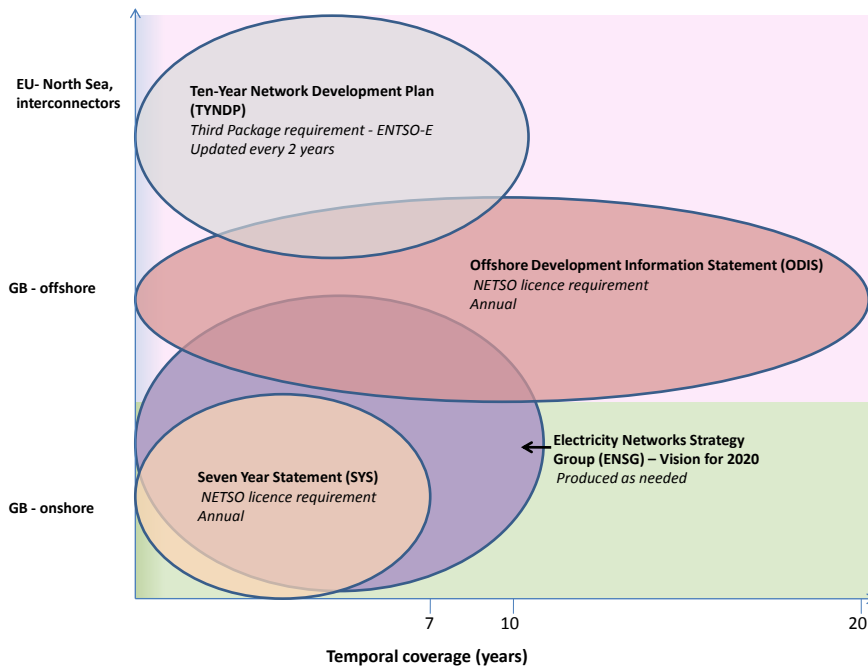 EU- North Sea,
interconnectors
Ten-Year Network Development Plan
(TYNDP)
Third Package requirement - ENTSO-E
Updated every 2 years
GB - offshore
Offshore Development Information Statement (ODIS)
NETSO licence requirement
Annual
Electricity Networks Strategy
Group (ENSG) – Vision for 2020
Produced as needed
GB - onshore
Seven Year Statement (SYS)
NETSO licence requirement
Annual
7
10
20
Temporal coverage (years)